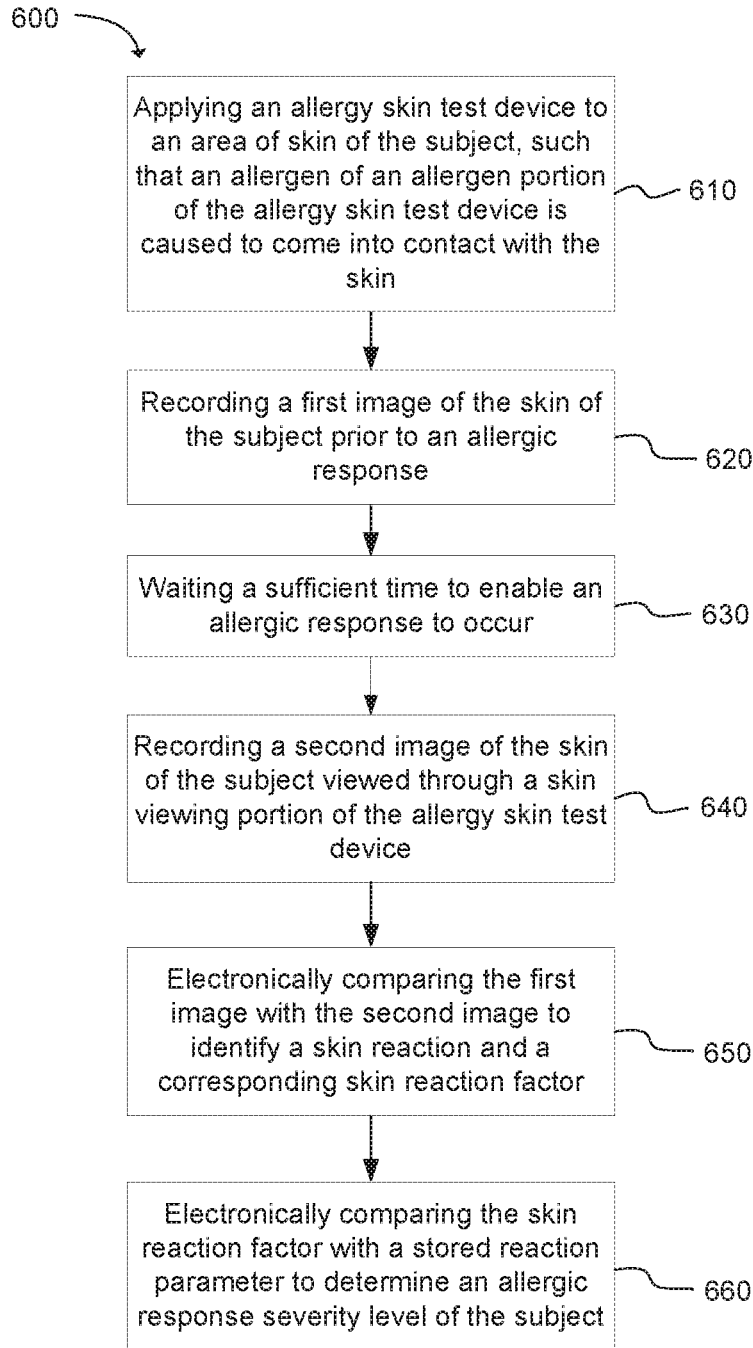 600
Applying an allergy skin test device to
an area of skin of the subject, such
that an allergen of an allergen portion
of the allergy skin test device is
caused to come into contact with the
skin
610
Recording a first image of the skin of
the subject prior to an allergic
response
620
Waiting a sufficient time to enable an
allergic response to occur
630
Recording a second image of the skin
of the subject viewed through a skin
viewing portion of the allergy skin test
device
640
Electronically comparing the first
image with the second image to
identify a skin reaction and a
corresponding skin reaction factor
650
Electronically comparing the skin
reaction factor with a stored reaction
parameter to determine an allergic
response severity level of the subject
660